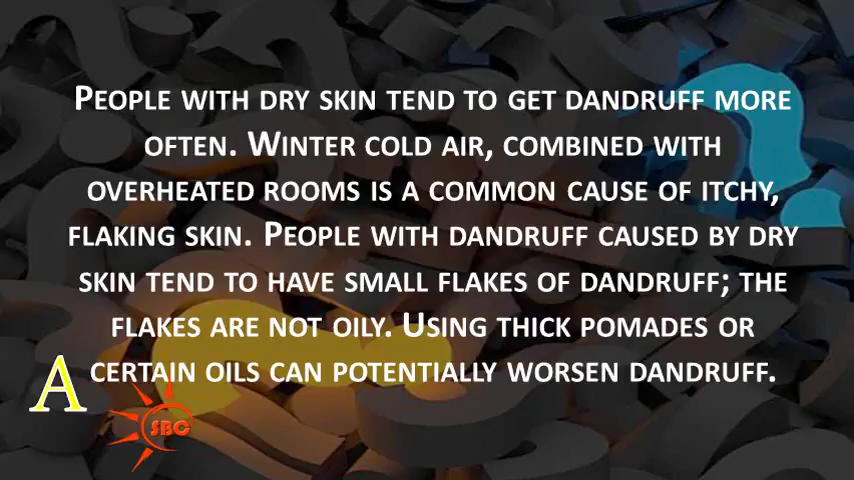 People with dry skin tend to get dandruff more
often. Winter cold air, combined with
overheated rooms is a common cause of itchy,
flaking skin. People with dandruff caused by dry
skin tend to have small flakes of dandruff; the
flakes are not oily. Using thick pomades or
certain oils can potentially worsen dandruff.
A
SBC